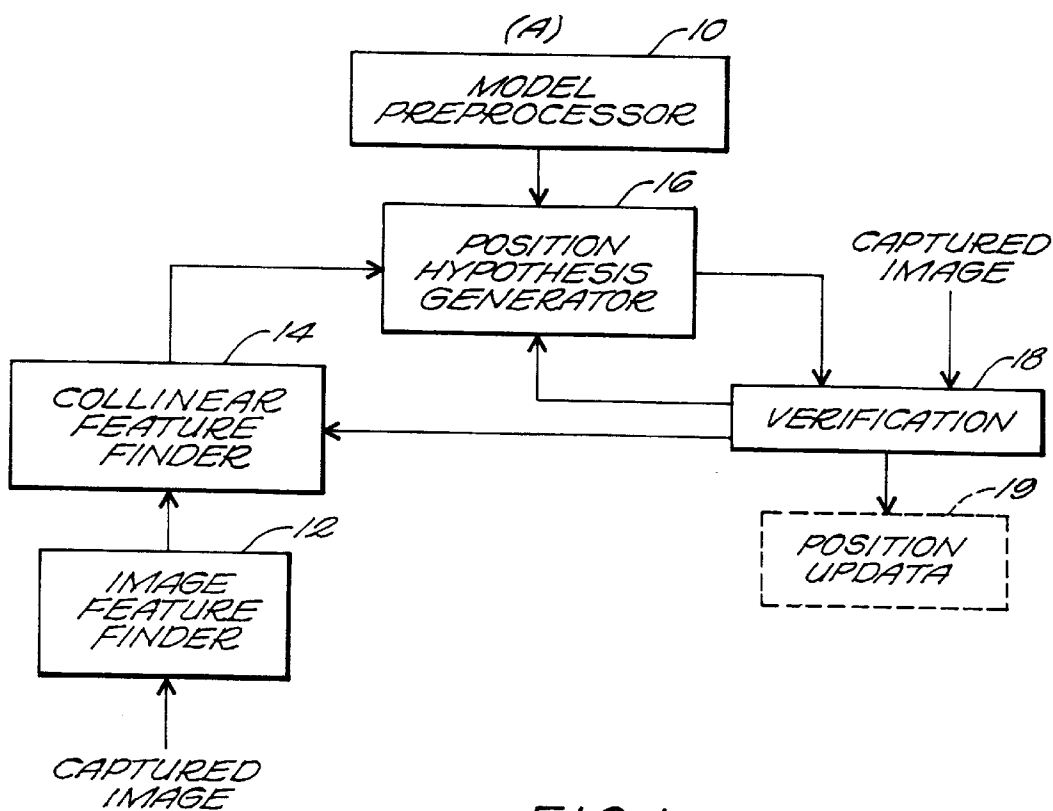 (A)
10
MODEL
PREPROCESSOR
16
POSITION
HYPOTHESIS
GENERATOR
CAPTURED
IMAGE
14
COLLINEAR
FEATURE
FINDER
18
VERIFICATION
19
POSITION
UPDATA
12
IMAGE
FEATURE
FINDER
CAPTURED
IMAGE